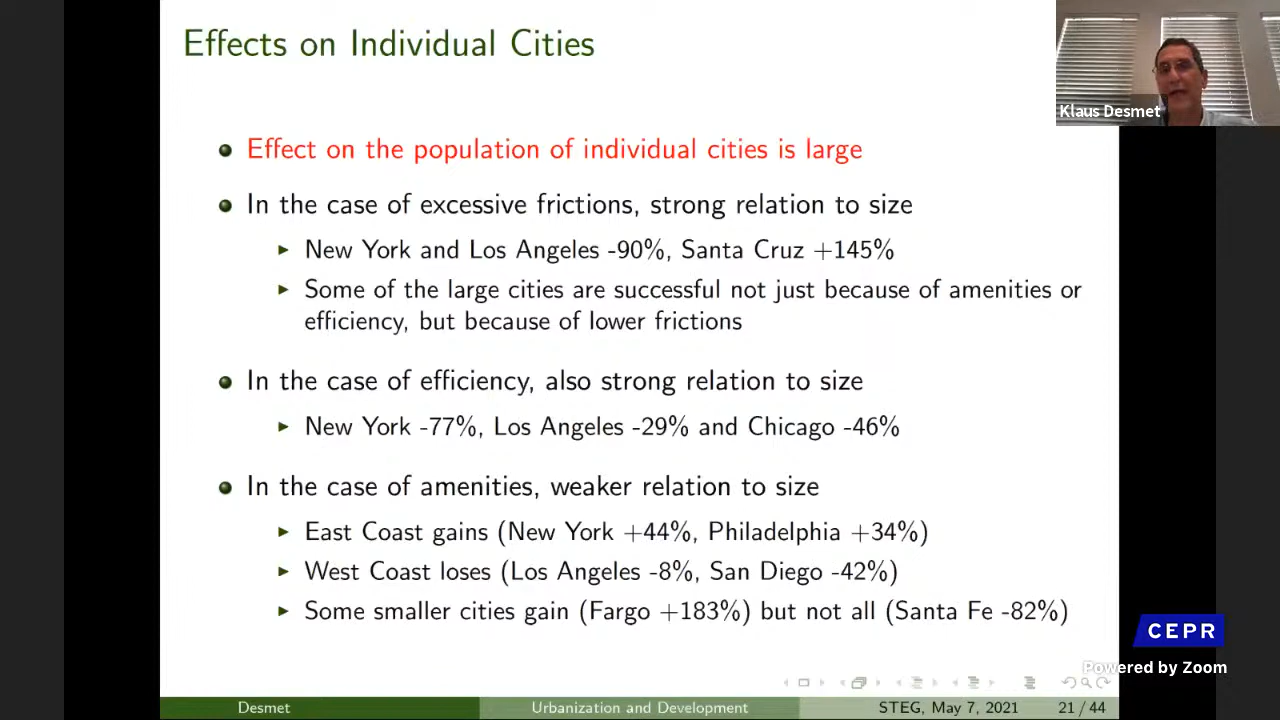 Effects on Individual Cities
Klaus Desmet
Effect on the population of individual cities is large
In the case of excessive frictions, strong relation to size
New York and Los Angeles -90%, Santa Cruz +145%
Some of the large cities are successful not just because of amenities or
efficiency, but because of lower frictions
In the case of efficiency, also strong relation to size
New York -77%, Los Angeles -29% and Chicago -46%
In the case of amenities, weaker relation to size
East Coast gains (New York +44%, Philadelphia +34%)
West Coast loses (Los Angeles -8%, San Diego -42%)
Some smaller cities gain (Fargo +183%) but not all (Santa Fe -82%)
CEPR
Powered by Zoom
Desmet Urbanization and Development STEG, May 7, 2021 21 / 44